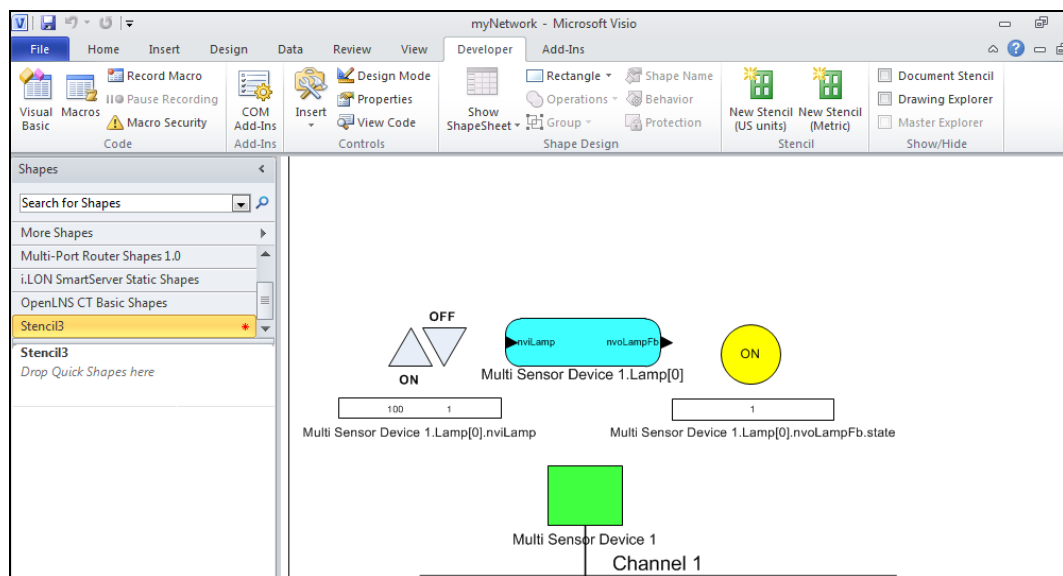 myNetwork - Microsoft Visio
File Home Insert Design Data Review View Developer Add-Ins
Visual Basic
Macros
Record Macro
Pause Recording
Macro Security
Code
COM Add-Ins
Add-Ins
Insert
Design Mode
Properties
View Code
Controls
Show ShapeSheet
Rectangle
Operations
Group
Shape Name
Behavior
Protection
Shape Design
New Stencil (US units)
New Stencil (Metric)
Stencil
Document Stencil
Drawing Explorer
Master Explorer
Show/Hide
Shapes
Search for Shapes
More Shapes
Multi-Port Router Shapes 1.0
i.LON SmartServer Static Shapes
OpenLNS CT Basic Shapes
Stencil3
Stencil3
Drop Quick Shapes here
OFF
ON
nviLamp nvoLampFb
Multi Sensor Device 1.Lamp[0]
ON
100 1
Multi Sensor Device 1.Lamp[0].nviLamp
1
Multi Sensor Device 1.Lamp[0].nvoLampFb.state
Multi Sensor Device 1
Channel 1